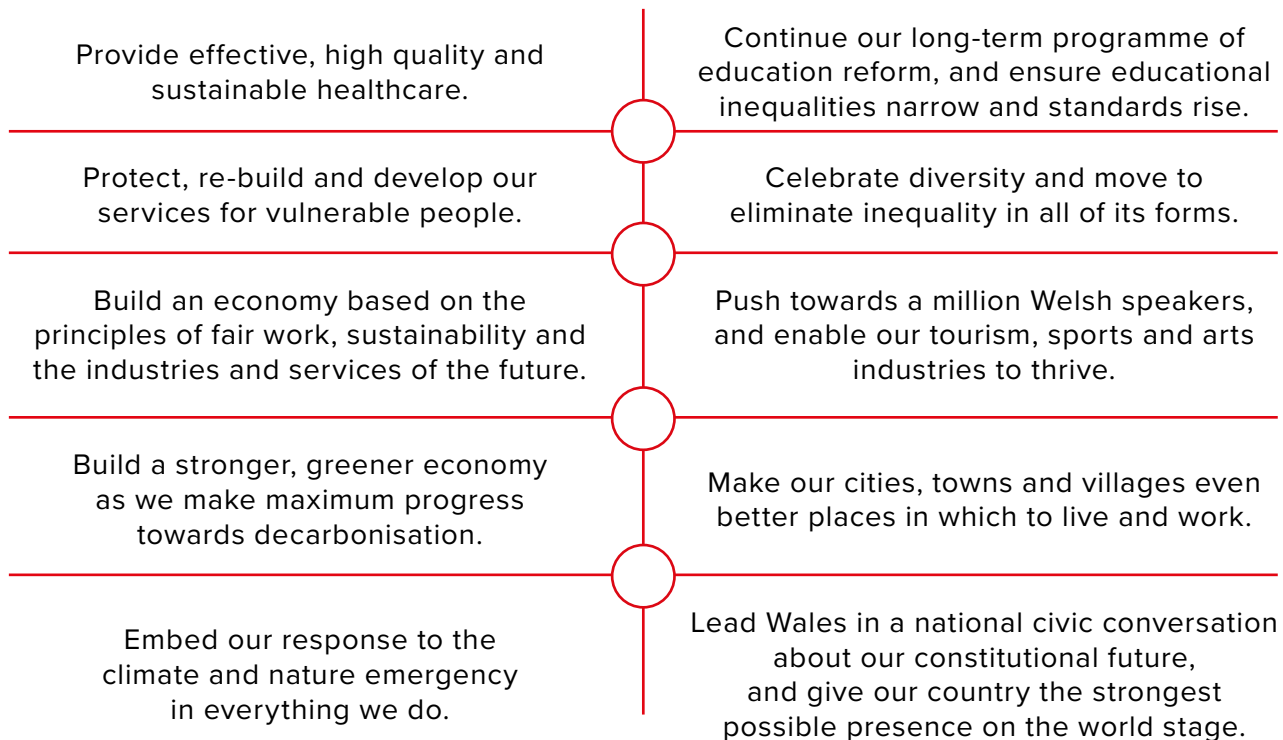 Provide effective, high quality and
sustainable healthcare.
Continue our long-term programme of
education reform, and ensure educational
inequalities narrow and standards rise.
Protect, re-build and develop our
services for vulnerable people.
Celebrate diversity and move to
eliminate inequality in all of its forms.
Build an economy based on the
principles of fair work, sustainability and
the industries and services of the future.
Push towards a million Welsh speakers,
and enable our tourism, sports and arts
industries to thrive.
Build a stronger, greener economy
as we make maximum progress
towards decarbonisation.
Make our cities, towns and villages even
better places in which to live and work.
Embed our response to the
climate and nature emergency
in everything we do.
Lead Wales in a national civic conversation
about our constitutional future,
and give our country the strongest
possible presence on the world stage.